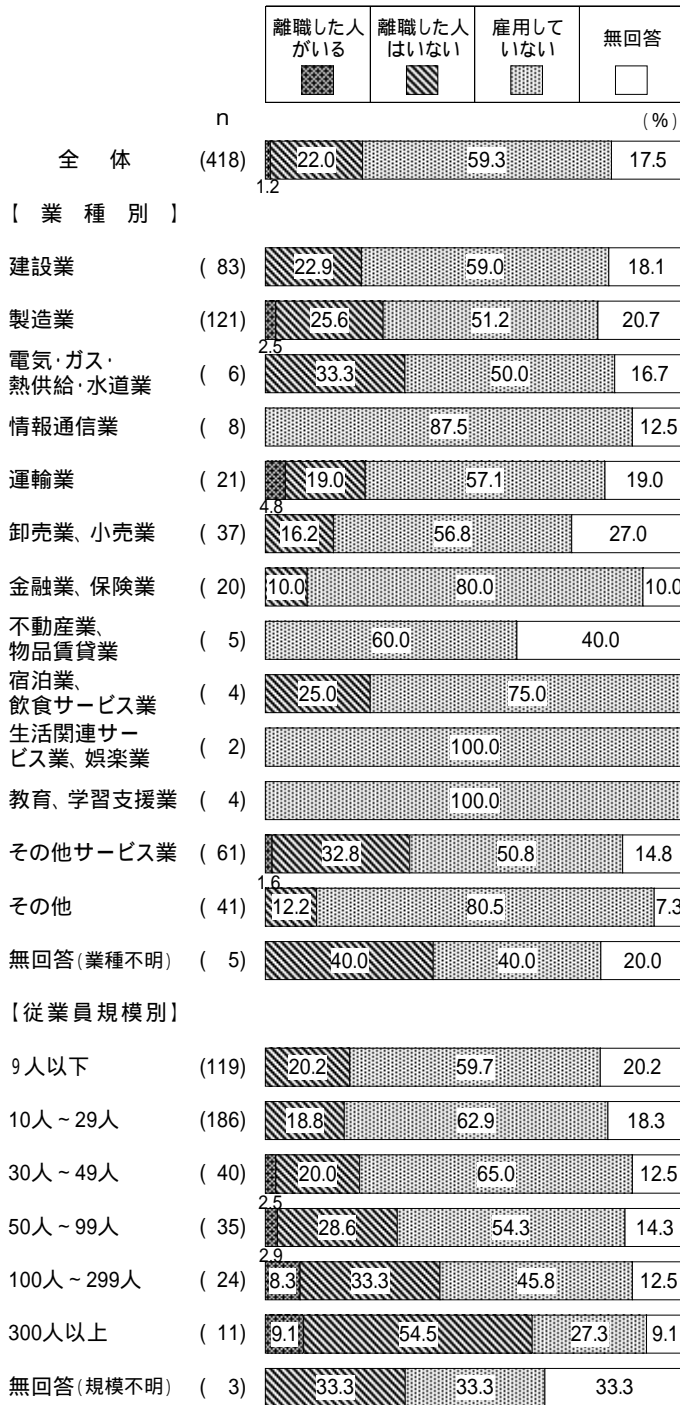 離職した人がいる 離職した人はいない 雇用していない 無回答
n (％)
全 体 (418) 22.0 59.3 17.5
1.2
【 業 種 別 】
建設業 ( 83) 22.9 59.0 18.1
製造業 (121) 25.6 51.2 20.7
2.5
電気・ガス・
熱供給・水道業 ( 6) 33.3 50.0 16.7
情報通信業 ( 8) 87.5 12.5
運輸業 ( 21) 19.0 57.1 19.0
4.8
卸売業、小売業 ( 37) 16.2 56.8 27.0
金融業、保険業 ( 20) 10.0 80.0 10.0
不動産業、
物品賃貸業 ( 5) 60.0 40.0
宿泊業、
飲食サービス業 ( 4) 25.0 75.0
生活関連サー
ビス業、娯楽業 ( 2) 100.0
教育、学習支援業 ( 4) 100.0
その他サービス業 ( 61) 32.8 50.8 14.8
1.6
その他 ( 41) 12.2 80.5 7.3
無回答(業種不明) ( 5) 40.0 40.0 20.0
【従業員規模別】
9人以下 (119) 20.2 59.7 20.2
10人～29人 (186) 18.8 62.9 18.3
30人～49人 ( 40) 20.0 65.0 12.5
2.5
50人～99人 ( 35) 28.6 54.3 14.3
2.9
100人～299人 ( 24) 8.3 33.3 45.8 12.5
300人以上 ( 11) 9.1 54.5 27.3 9.1
無回答(規模不明) ( 3) 33.3 33.3 33.3